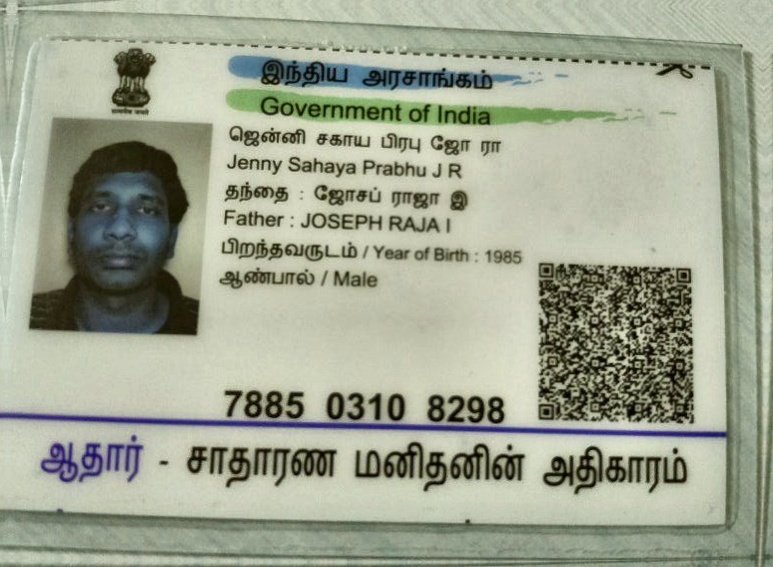 இந்திய அரசாங்கம்
Government of India
ஜென்னி சகாய பிரபு ஜோ ரா
Jenny Sahaya Prabhu J R
தந்தை : ஜோசப் ராஜா இ
Father : JOSEPH RAJA I
பிறந்தவருடம் / Year of Birth : 1985
ஆண்பால் / Male
7885 0310 8298
ஆதார் - சாதாரண மனிதனின் அதிகாரம்